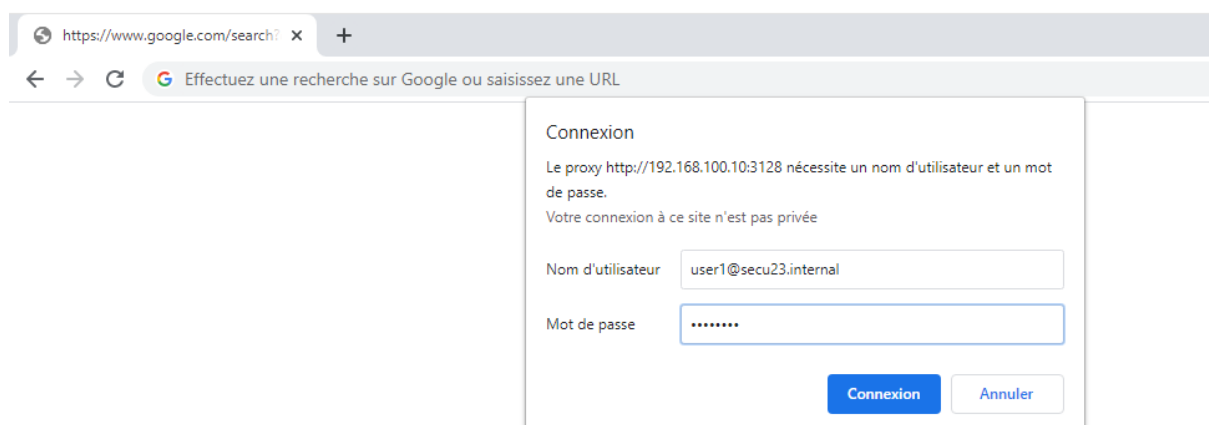 https://www.google.com/search?
Effectuez une recherche sur Google ou saisissez une URL
Connexion
Le proxy http://192.168.100.10:3128 nécessite un nom d'utilisateur et un mot
de passe.
Votre connexion à ce site n'est pas privée
Nom d'utilisateur user1@secu23.internal
Mot de passe ••••••••
Connexion Annuler